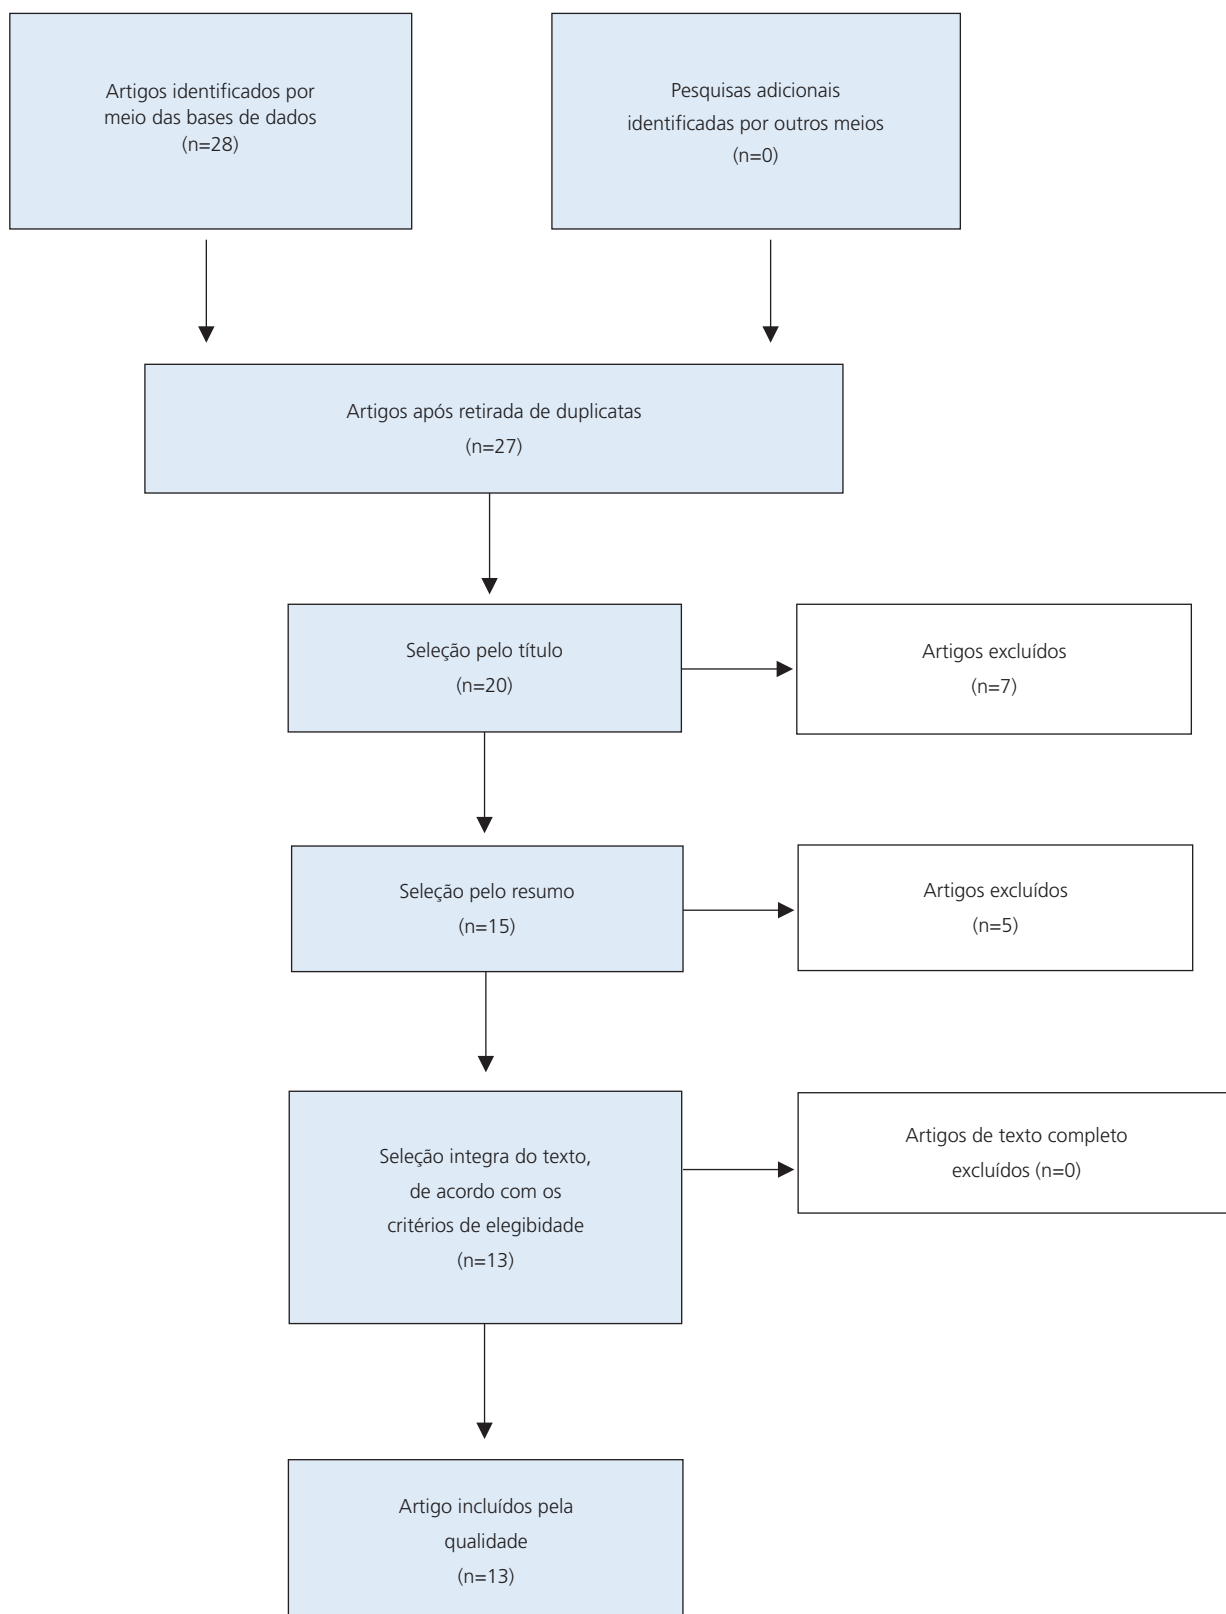 Artigos identificados por
meio das bases de dados
(n=28)
Pesquisas adicionais
identificadas por outros meios
(n=0)
Artigos após retirada de duplicatas
(n=27)
Seleção pelo título
(n=20)
Artigos excluídos
(n=7)
Seleção pelo resumo
(n=15)
Artigos excluídos
(n=5)
Seleção integra do texto,
de acordo com os
critérios de elegibidade
(n=13)
Artigos de texto completo
excluídos (n=0)
Artigo incluídos pela
qualidade
(n=13)